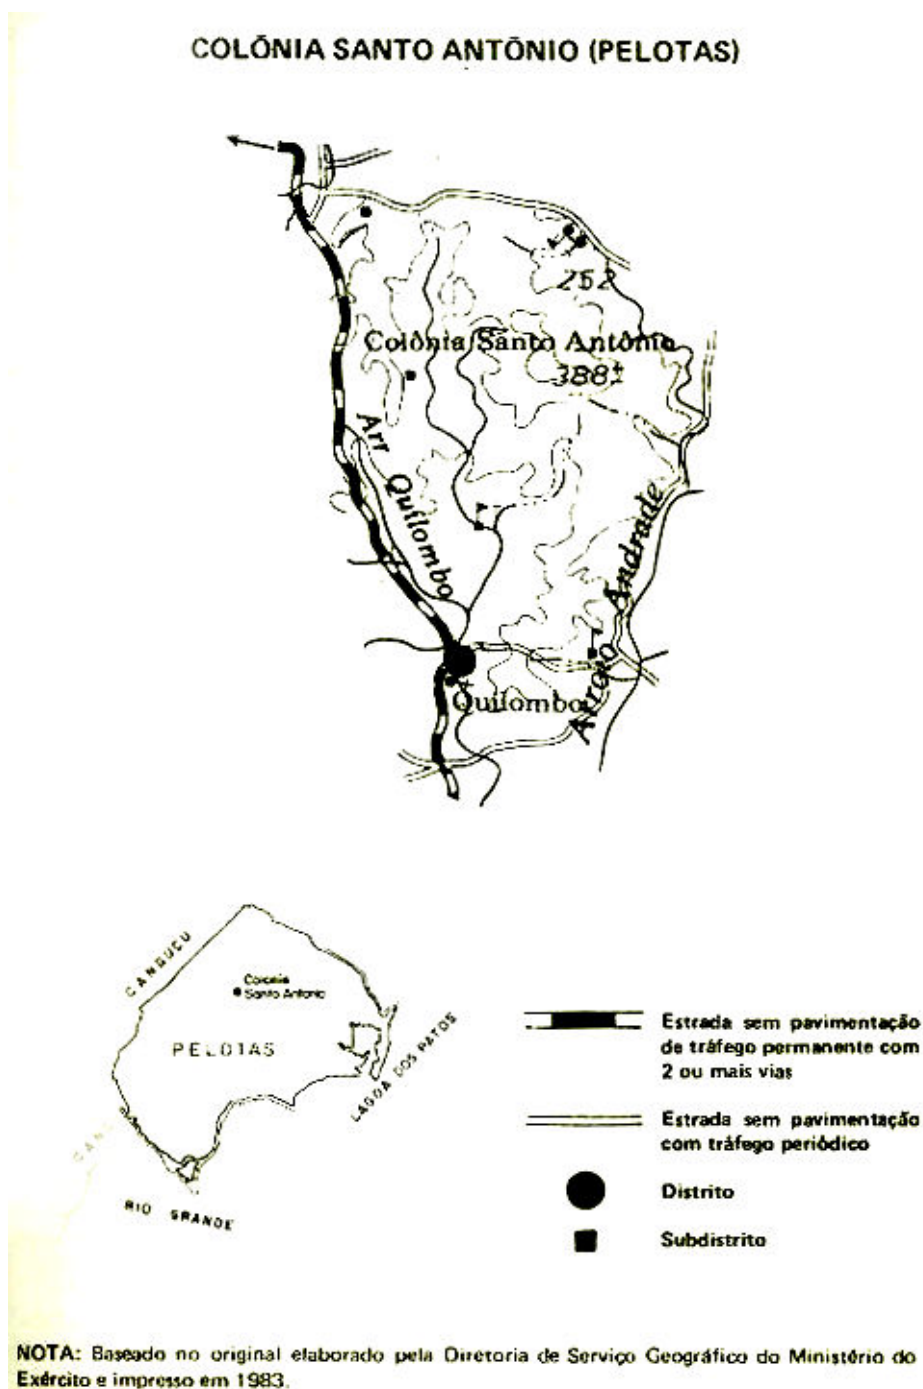 COLÔNIA SANTO ANTÔNIO (PELOTAS)
252
Colônia Santo Antônio
388
Arr Quilombo
Arroio Andrade
Quilombo
CANGUÇU
Colonia
Santo Antonio
PELOTAS
LAGOA DOS PATOS
RIO GRANDE
Estrada sem pavimentação
de tráfego permanente com
2 ou mais vias
Estrada sem pavimentação
com tráfego periódico
Distrito
Subdistrito
NOTA: Baseado no original elaborado pela Diretoria de Serviço Geográfico do Ministério do
Exército e impresso em 1983.